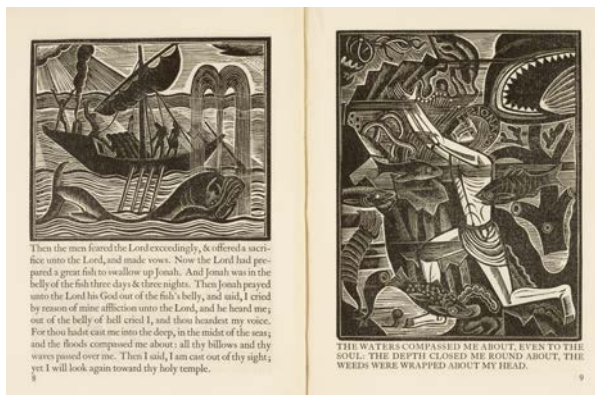 Then the men feared the Lord exceedingly, & offered a sacri-
fice unto the Lord, and made vows. Now the Lord had pre-
pared a great fish to swallow up Jonah. And Jonah was in the
belly of the fish three days & three nights. Then Jonah prayed
unto the Lord his God out of the fish's belly, and said, I cried
by reason of mine affliction unto the Lord, and he heard me;
out of the belly of hell cried I, and thou heardest my voice.
For thou hadst cast me into the deep, in the midst of the seas;
and the floods compassed me about: all thy billows and thy
waves passed over me. Then I said, I am cast out of thy sight;
yet I will look again toward thy holy temple.
8
THE WATERS COMPASSED ME ABOUT, EVEN TO THE
SOUL: THE DEPTH CLOSED ME ROUND ABOUT, THE
WEEDS WERE WRAPPED ABOUT MY HEAD.
9